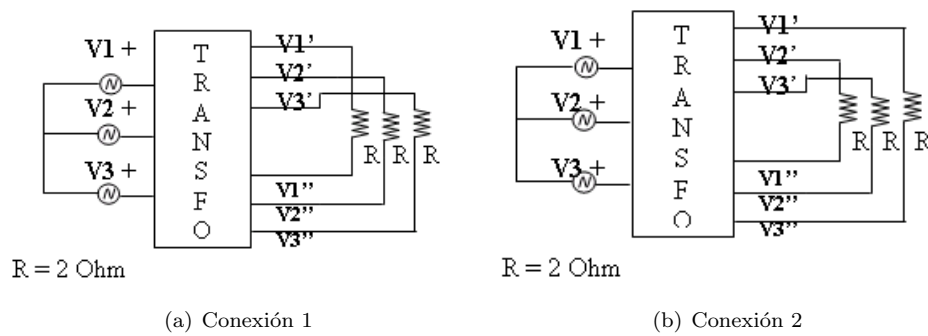 V1 +
V2 +
V3 +
T
R
A
N
S
F
O
V1’
V2’
V3’
R R R
V1”
V2”
V3”
R = 2 Ohm
(a) Conexión 1
V1 +
V2 +
V3 +
T
R
A
N
S
F
O
V1’
V2’
V3’
R R R
V1”
V2”
V3”
R = 2 Ohm
(b) Conexión 2